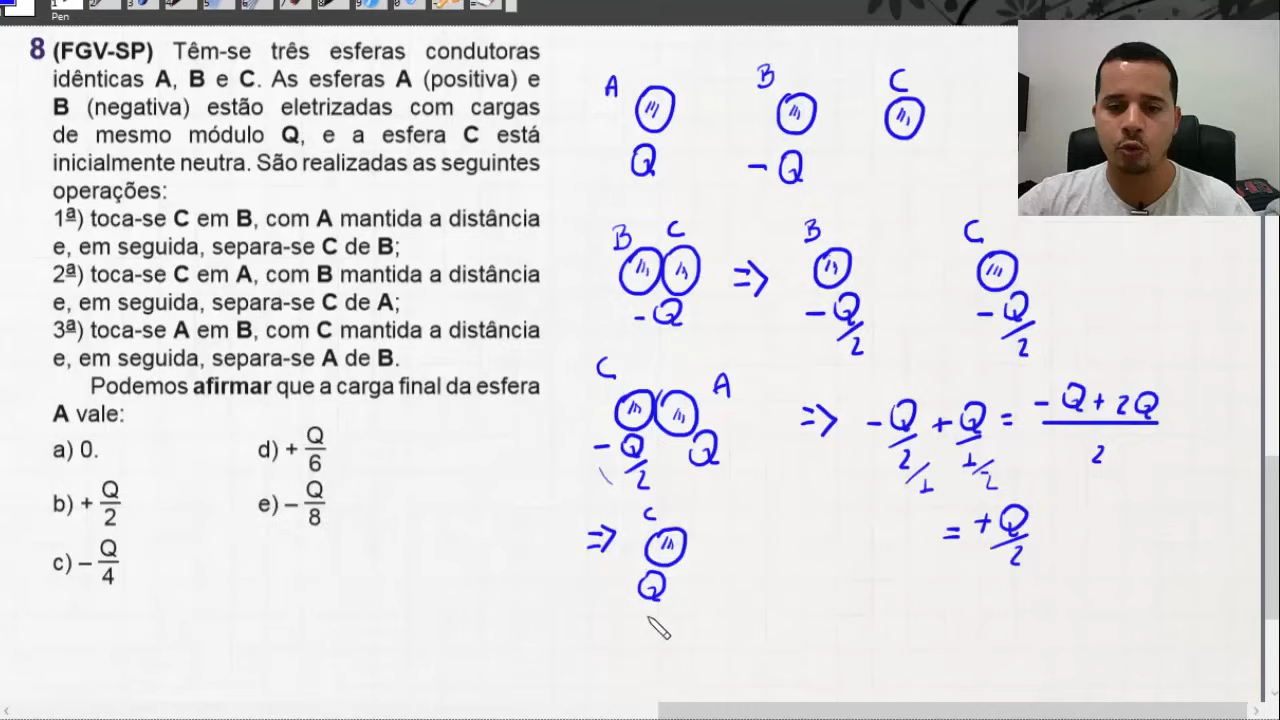 Pen
8 (FGV-SP) Têm-se três esferas condutoras
idênticas A, B e C. As esferas A (positiva) e
B (negativa) estão eletrizadas com cargas
de mesmo módulo Q, e a esfera C está
inicialmente neutra. São realizadas as seguintes
operações:
1ª) toca-se C em B, com A mantida a distância
e, em seguida, separa-se C de B;
2ª) toca-se C em A, com B mantida a distância
e, em seguida, separa-se C de A;
3ª) toca-se A em B, com C mantida a distância
e, em seguida, separa-se A de B.
Podemos afirmar que a carga final da esfera
A vale:
a) 0.
b) + Q/2
c) – Q/4
d) + Q/6
e) – Q/8
A B C
Q - Q
B C => B C
- Q - Q/2 - Q/2
C A
- Q/2 Q => - Q/2/1 + Q/1/2 = - Q + 2Q / 2
= + Q/2
=> C
Q